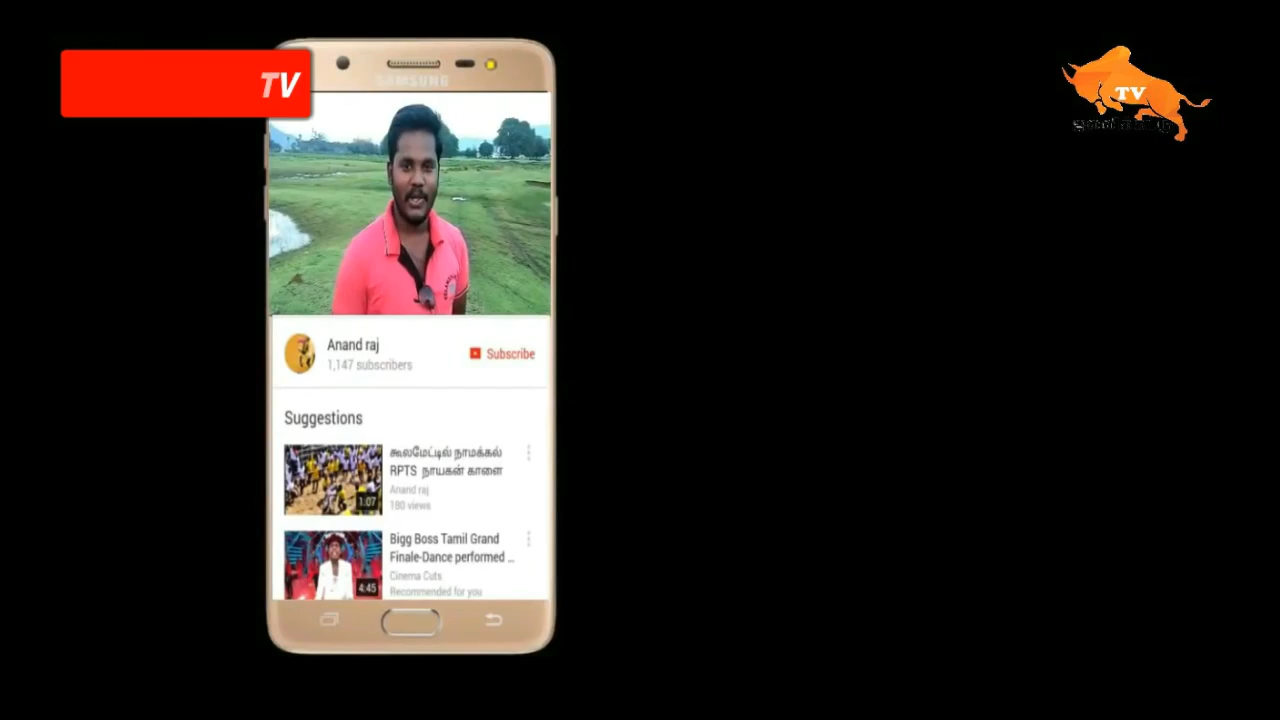 TV
SAMSUNG
TV
Anand raj
1,147 subscribers
Subscribe
Suggestions
கூலமேட்டில் நாமக்கல்
RPTS நாயகன் காளை
Anand raj
180 views
1:07
Bigg Boss Tamil Grand
Finale-Dance performed ...
Cinema Cuts
Recommended for you
4:45